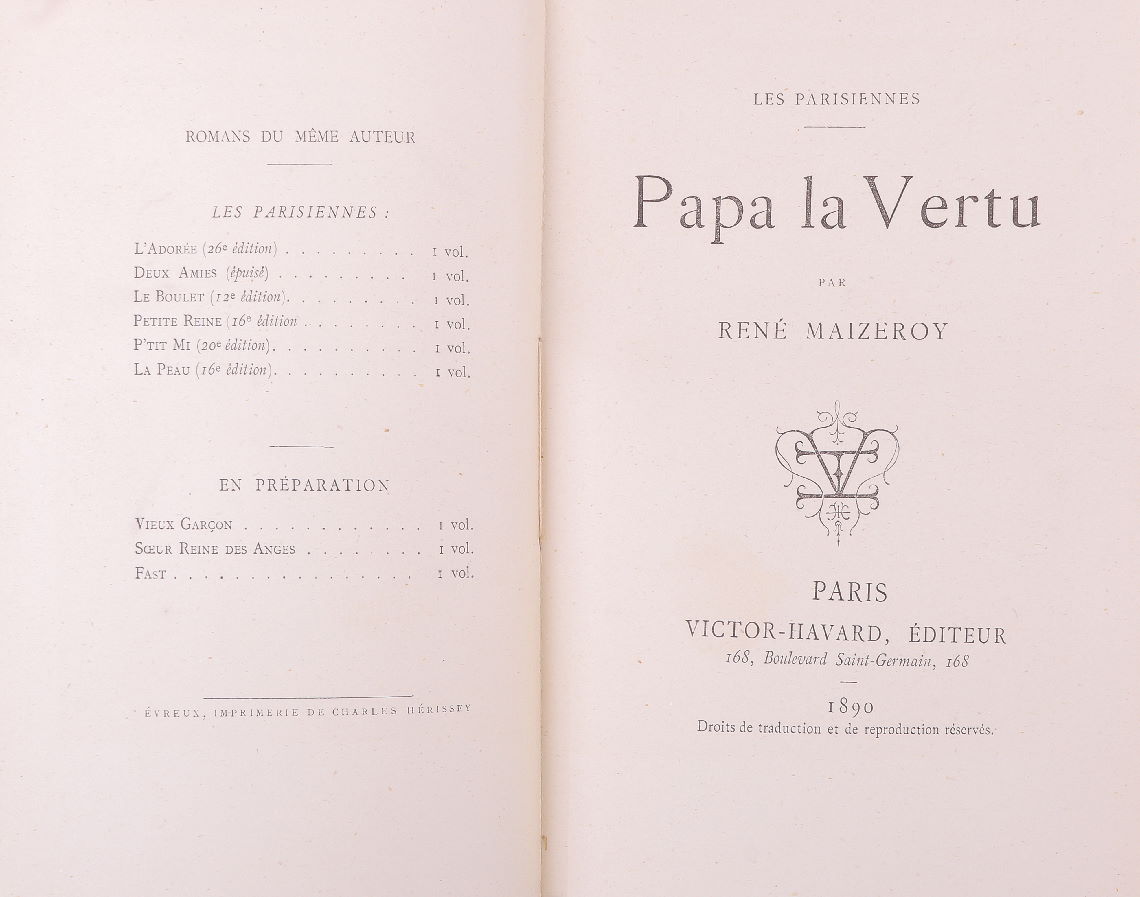 ROMANS DU MÊME AUTEUR
LES PARISIENNES :
L'ADORÉE (26e édition) . . . . . . . . . 1 vol.
DEUX AMIES (épuisé) . . . . . . . . . 1 vol.
LE BOULET (12e édition). . . . . . . . . 1 vol.
PETITE REINE (16e édition . . . . . . . . 1 vol.
P'TIT MI (20e édition). . . . . . . . . . 1 vol.
LA PEAU (16e édition). . . . . . . . . . 1 vol.
EN PRÉPARATION
VIEUX GARÇON . . . . . . . . . . . . 1 vol.
SŒUR REINE DES ANGES . . . . . . . . 1 vol.
FAST . . . . . . . . . . . . . . . . 1 vol.
ÉVREUX, IMPRIMERIE DE CHARLES HÉRISSEY
LES PARISIENNES
Papa la Vertu
PAR
RENÉ MAIZEROY
PARIS
VICTOR-HAVARD, ÉDITEUR
168, Boulevard Saint-Germain, 168
1890
Droits de traduction et de reproduction réservés.